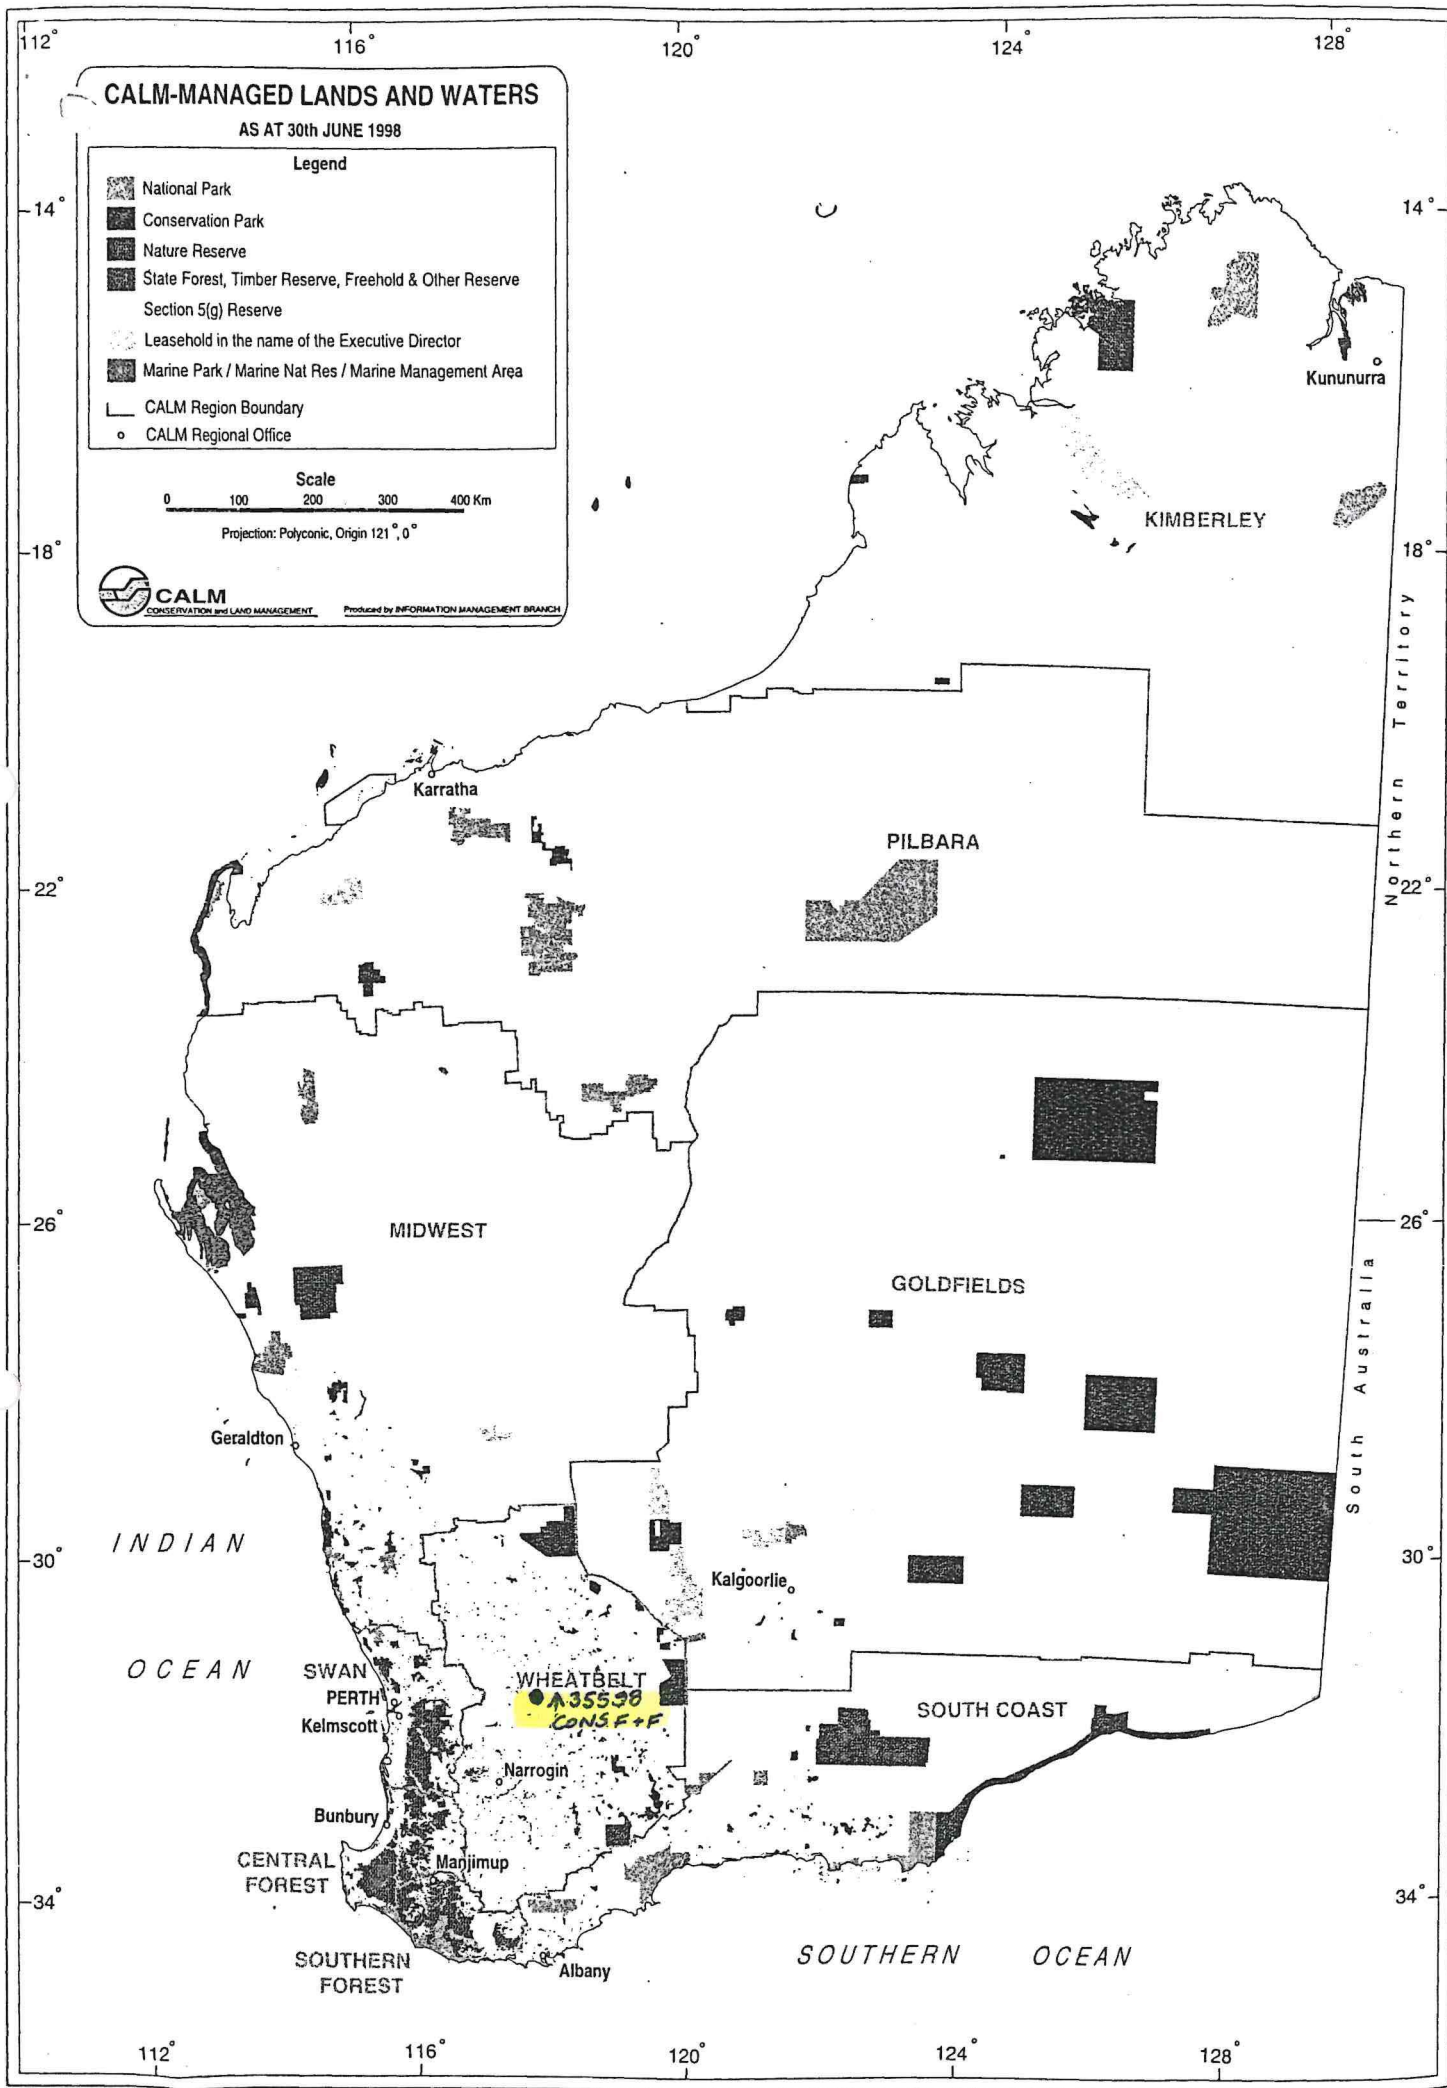 112°
116°
120°
124°
128°
CALM-MANAGED LANDS AND WATERS
AS AT 30th JUNE 1998
Legend
National Park
Conservation Park
Nature Reserve
State Forest, Timber Reserve, Freehold & Other Reserve
Section 5(g) Reserve
Leasehold in the name of the Executive Director
Marine Park / Marine Nat Res / Marine Management Area
CALM Region Boundary
CALM Regional Office
Scale
0 100 200 300 400 Km
Projection: Polyconic, Origin 121°, 0°
CALM
CONSERVATION and LAND MANAGEMENT
Produced by INFORMATION MANAGEMENT BRANCH
14°
14°
Kununurra
KIMBERLEY
18°
18°
Northern Territory
Karratha
PILBARA
22°
22°
MIDWEST
26°
26°
GOLDFIELDS
South Australia
Geraldton
INDIAN
30°
30°
Kalgoorlie
OCEAN
SWAN
WHEATBELT
PERTH
A35598
CONS F+F
Kelmscott
SOUTH COAST
Narrogin
Bunbury
CENTRAL
FOREST
Manjimup
34°
34°
SOUTHERN
FOREST
Albany
SOUTHERN OCEAN
112°
116°
120°
124°
128°